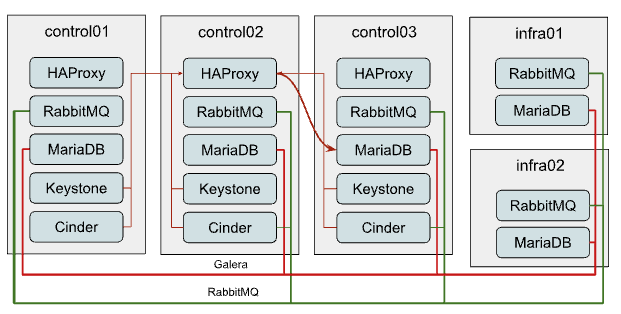 control01
HAProxy
RabbitMQ
MariaDB
Keystone
Cinder
control02
HAProxy
RabbitMQ
MariaDB
Keystone
Cinder
control03
HAProxy
RabbitMQ
MariaDB
Keystone
Cinder
infra01
RabbitMQ
MariaDB
infra02
RabbitMQ
MariaDB
Galera
RabbitMQ